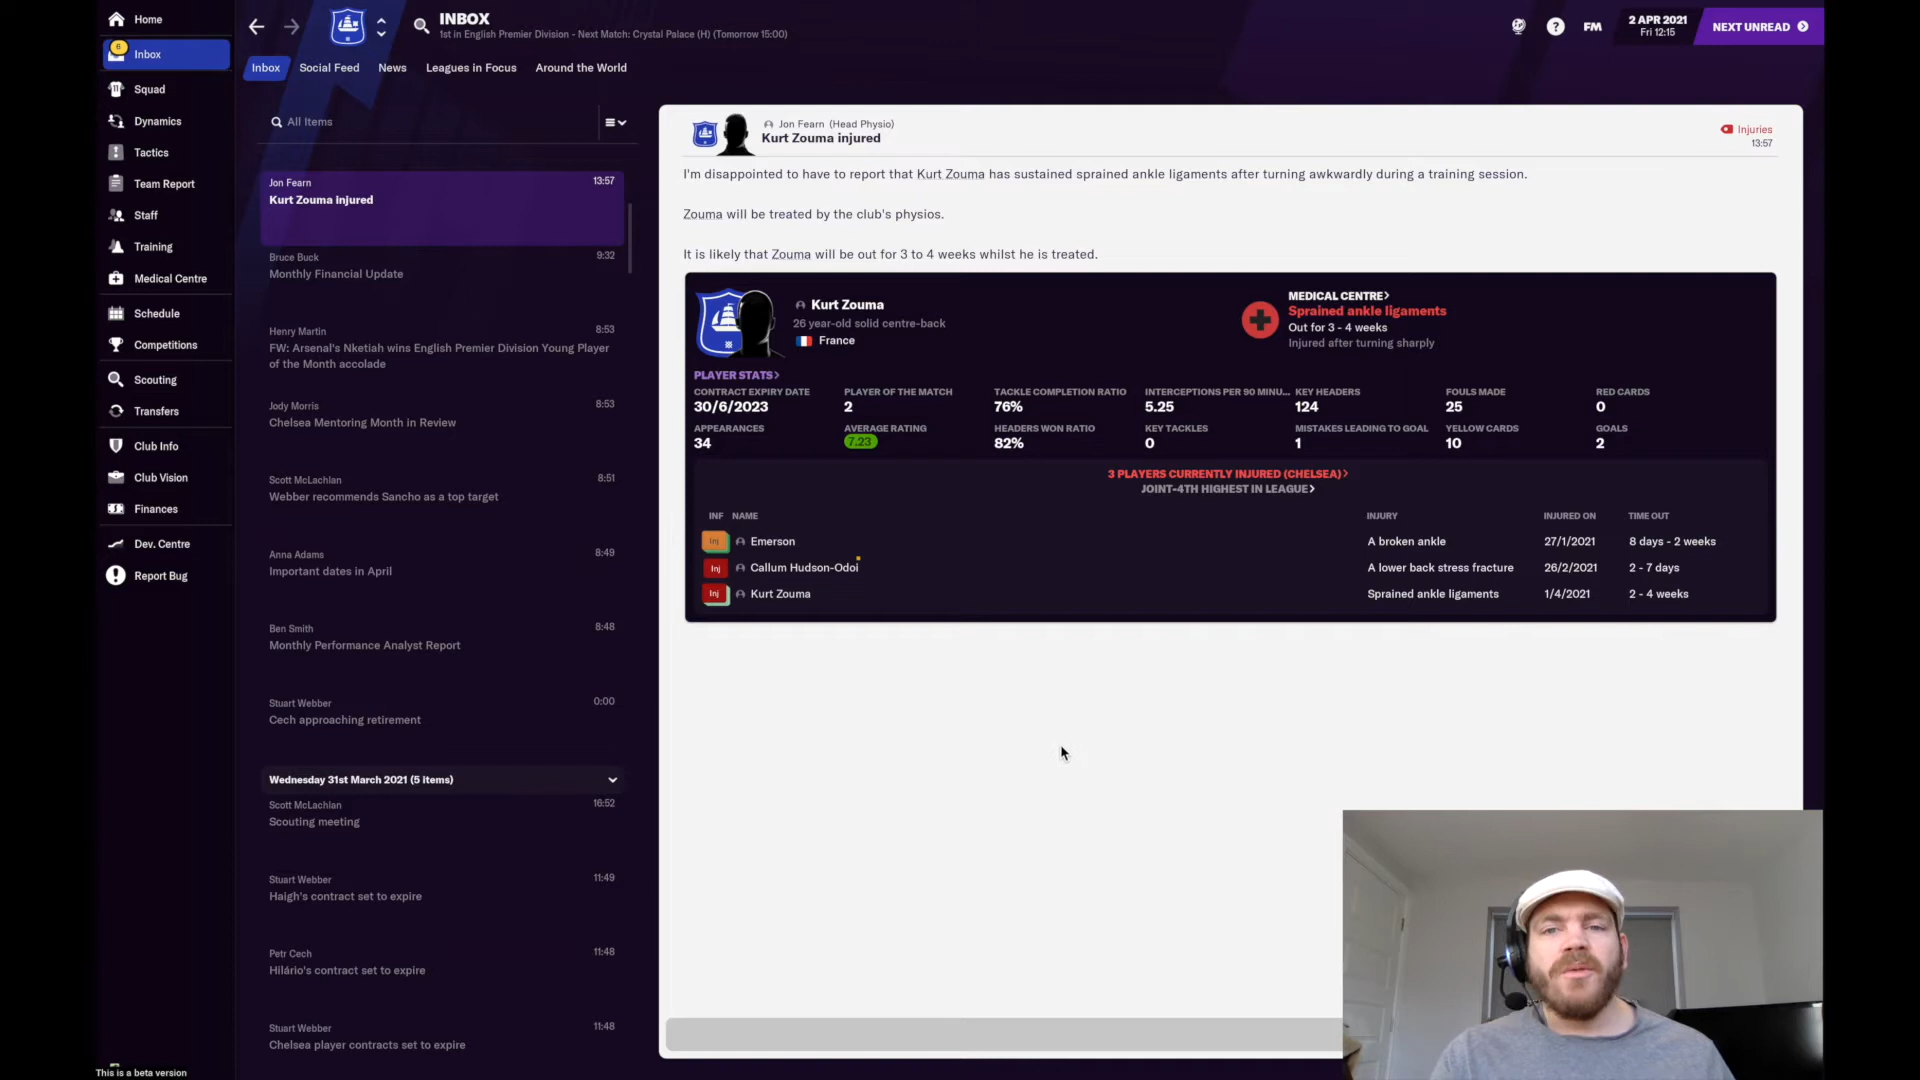 Home
6
Inbox
Squad
Dynamics
Tactics
Team Report
Staff
Training
Medical Centre
Schedule
Competitions
Scouting
Transfers
Club Info
Club Vision
Finances
Dev. Centre
Report Bug
This is a beta version
INBOX
1st in English Premier Division - Next Match: Crystal Palace (H) (Tomorrow 15:00)
?
FM
2 APR 2021
Fri 12:15
NEXT UNREAD
Inbox
Social Feed
News
Leagues in Focus
Around the World
All Items
Jon Fearn 13:57
Kurt Zouma injured
Bruce Buck 9:32
Monthly Financial Update
Henry Martin 8:53
FW: Arsenal's Nketiah wins English Premier Division Young Player
of the Month accolade
Jody Morris 8:53
Chelsea Mentoring Month in Review
Scott McLachlan 8:51
Webber recommends Sancho as a top target
Anna Adams 8:49
Important dates in April
Ben Smith 8:48
Monthly Performance Analyst Report
Stuart Webber 0:00
Cech approaching retirement
Wednesday 31st March 2021 (5 items)
Scott McLachlan 16:52
Scouting meeting
Stuart Webber 11:49
Haigh's contract set to expire
Petr Cech 11:48
Hilário's contract set to expire
Stuart Webber 11:48
Chelsea player contracts set to expire
Jon Fearn (Head Physio)
Kurt Zouma injured
Injuries
13:57
I'm disappointed to have to report that Kurt Zouma has sustained sprained ankle ligaments after turning awkwardly during a training session.
Zouma will be treated by the club's physios.
It is likely that Zouma will be out for 3 to 4 weeks whilst he is treated.
Kurt Zouma
26 year-old solid centre-back
France
MEDICAL CENTRE>
Sprained ankle ligaments
Out for 3 - 4 weeks
Injured after turning sharply
PLAYER STATS>
CONTRACT EXPIRY DATE PLAYER OF THE MATCH TACKLE COMPLETION RATIO INTERCEPTIONS PER 90 MINU... KEY HEADERS FOULS MADE RED CARDS
30/6/2023 2 76% 5.25 124 25 0
APPEARANCES AVERAGE RATING HEADERS WON RATIO KEY TACKLES MISTAKES LEADING TO GOAL YELLOW CARDS GOALS
34 7.23 82% 0 1 10 2
3 PLAYERS CURRENTLY INJURED (CHELSEA)>
JOINT-4TH HIGHEST IN LEAGUE>
INF NAME INJURY INJURED ON TIME OUT
Inj Emerson A broken ankle 27/1/2021 8 days - 2 weeks
Inj Callum Hudson-Odoi A lower back stress fracture 26/2/2021 2 - 7 days
Inj Kurt Zouma Sprained ankle ligaments 1/4/2021 2 - 4 weeks